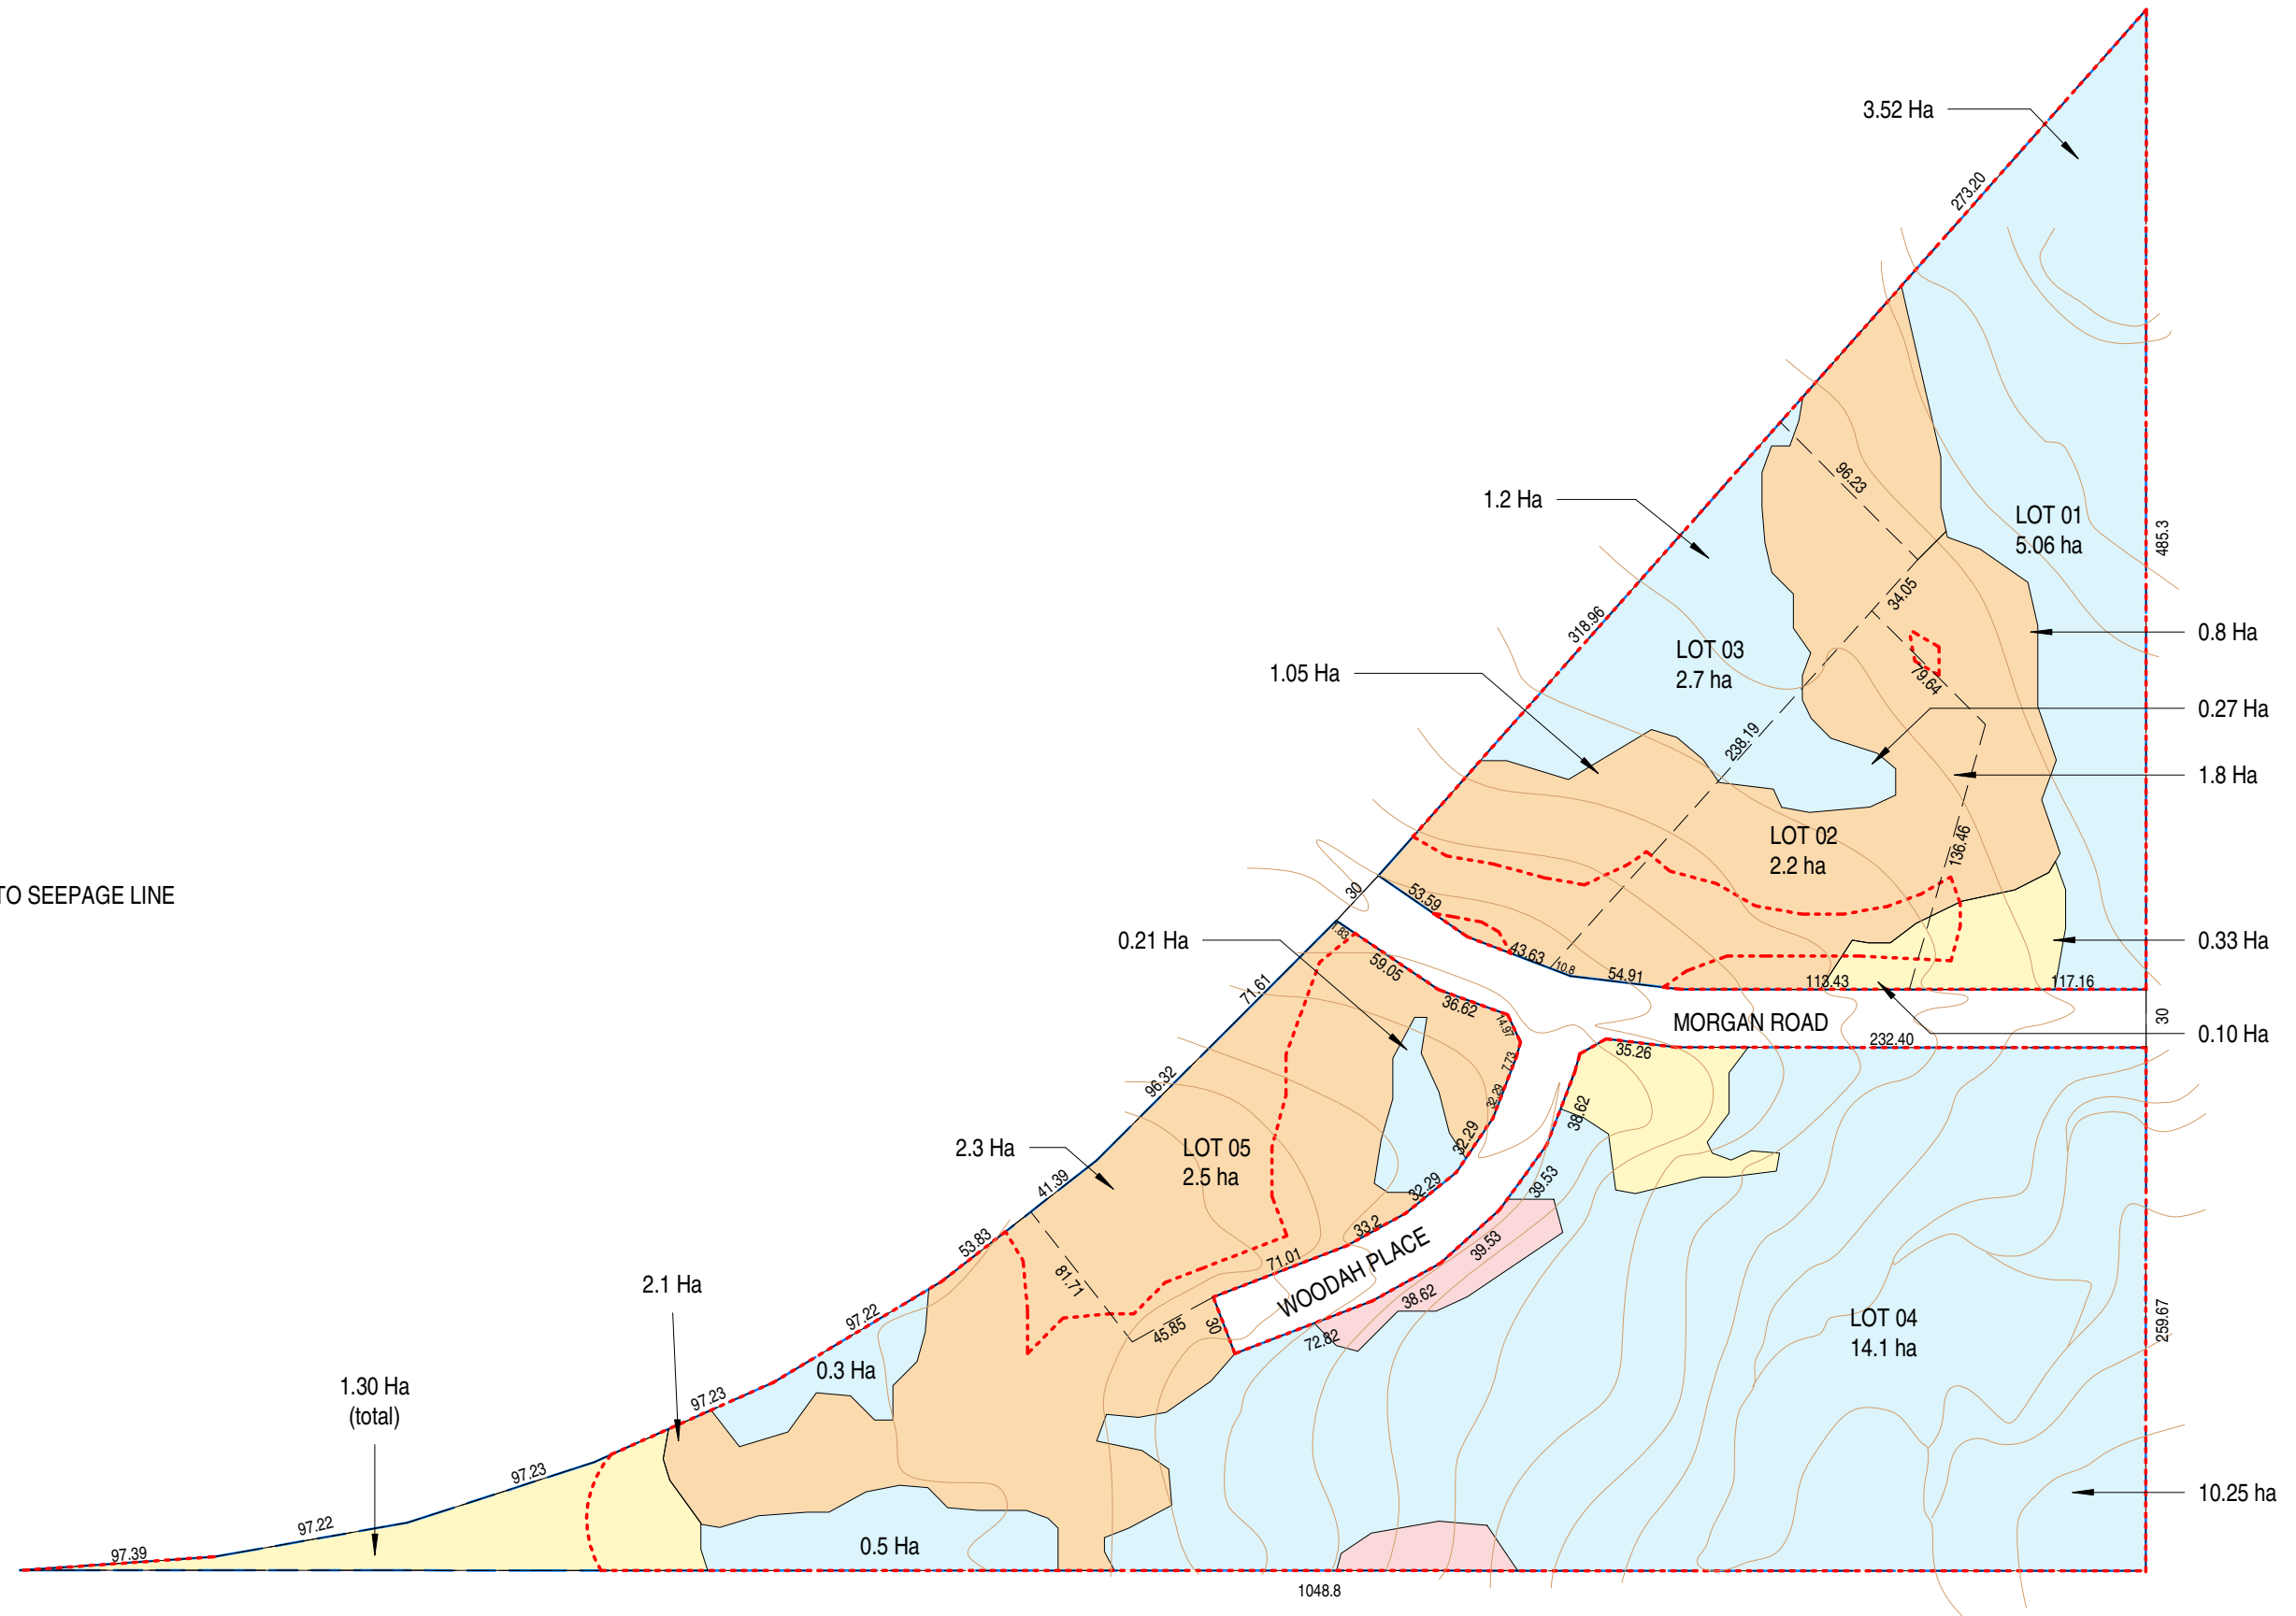 3.52 Ha
273.20
1.2 Ha
96.23
LOT 01
5.06 ha
485.3
34.05
318.96
0.8 Ha
LOT 03
2.7 ha
1.05 Ha
79.64
0.27 Ha
238.19
1.8 Ha
LOT 02
2.2 ha
136.46
TO SEEPAGE LINE
30
53.59
0.21 Ha
.83
43.63
10.8
0.33 Ha
59.05
54.91
113.43
117.16
71.61
36.62
14.97
MORGAN ROAD
30
0.10 Ha
232.40
35.26
7.73
96.32
32.29
38.62
2.3 Ha
LOT 05
2.5 ha
32.29
41.39
32.29
39.53
33.2
53.83
71.01
39.53
WOODAH PLACE
81.71
2.1 Ha
38.62
97.22
45.85
30
72.82
LOT 04
14.1 ha
259.67
0.3 Ha
1.30 Ha
(total)
97.23
97.23
10.25 ha
97.22
0.5 Ha
97.39
1048.8